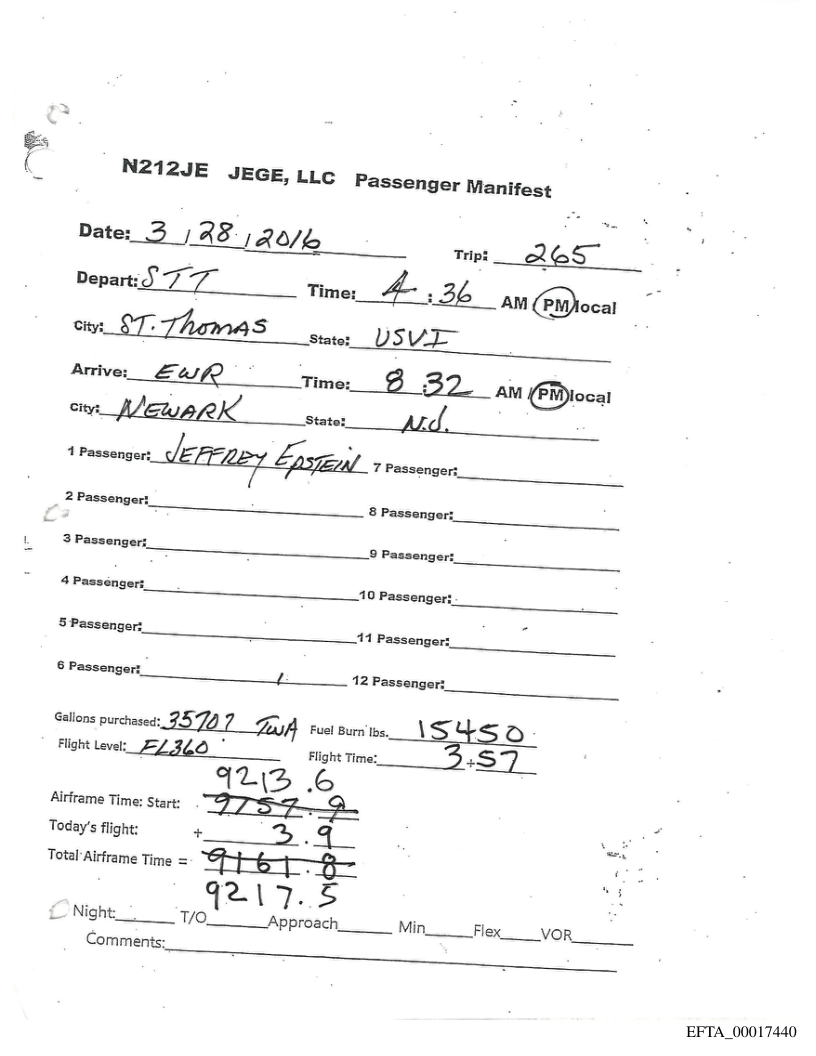 N212JE JEGE, LLC Passenger Manifest
Date: 3 / 28 / 2016 Trip: 265
Depart: STT Time: 4 : 36 AM / PM local
City: ST. THOMAS State: USVI
Arrive: EWR Time: 8 : 32 AM / PM local
City: NEWARK State: N.J.
1 Passenger: JEFFREY EPSTEIN 7 Passenger:
2 Passenger: 8 Passenger:
3 Passenger: 9 Passenger:
4 Passenger: 10 Passenger:
5 Passenger: 11 Passenger:
6 Passenger: 12 Passenger:
Gallons purchased: Fuel Burn lbs. 15450
Flight Level: FL360 Flight Time: 3+57
9213.6
Airframe Time: Start: 9757.9
Today's flight: + 3.9
Total Airframe Time = 9161.8
9217.5
Night: T/O Approach Min Flex VOR
Comments:
EFTA_00017440